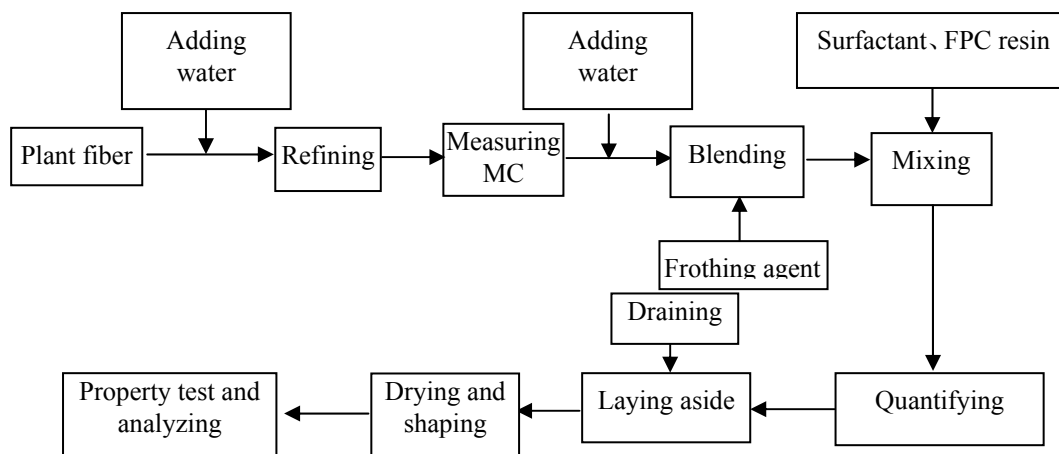 Adding
water
Adding
water
Surfactant、FPC resin
Plant fiber
Refining
Measuring
MC
Blending
Mixing
Frothing agent
Draining
Property test and
analyzing
Drying and
shaping
Laying aside
Quantifying